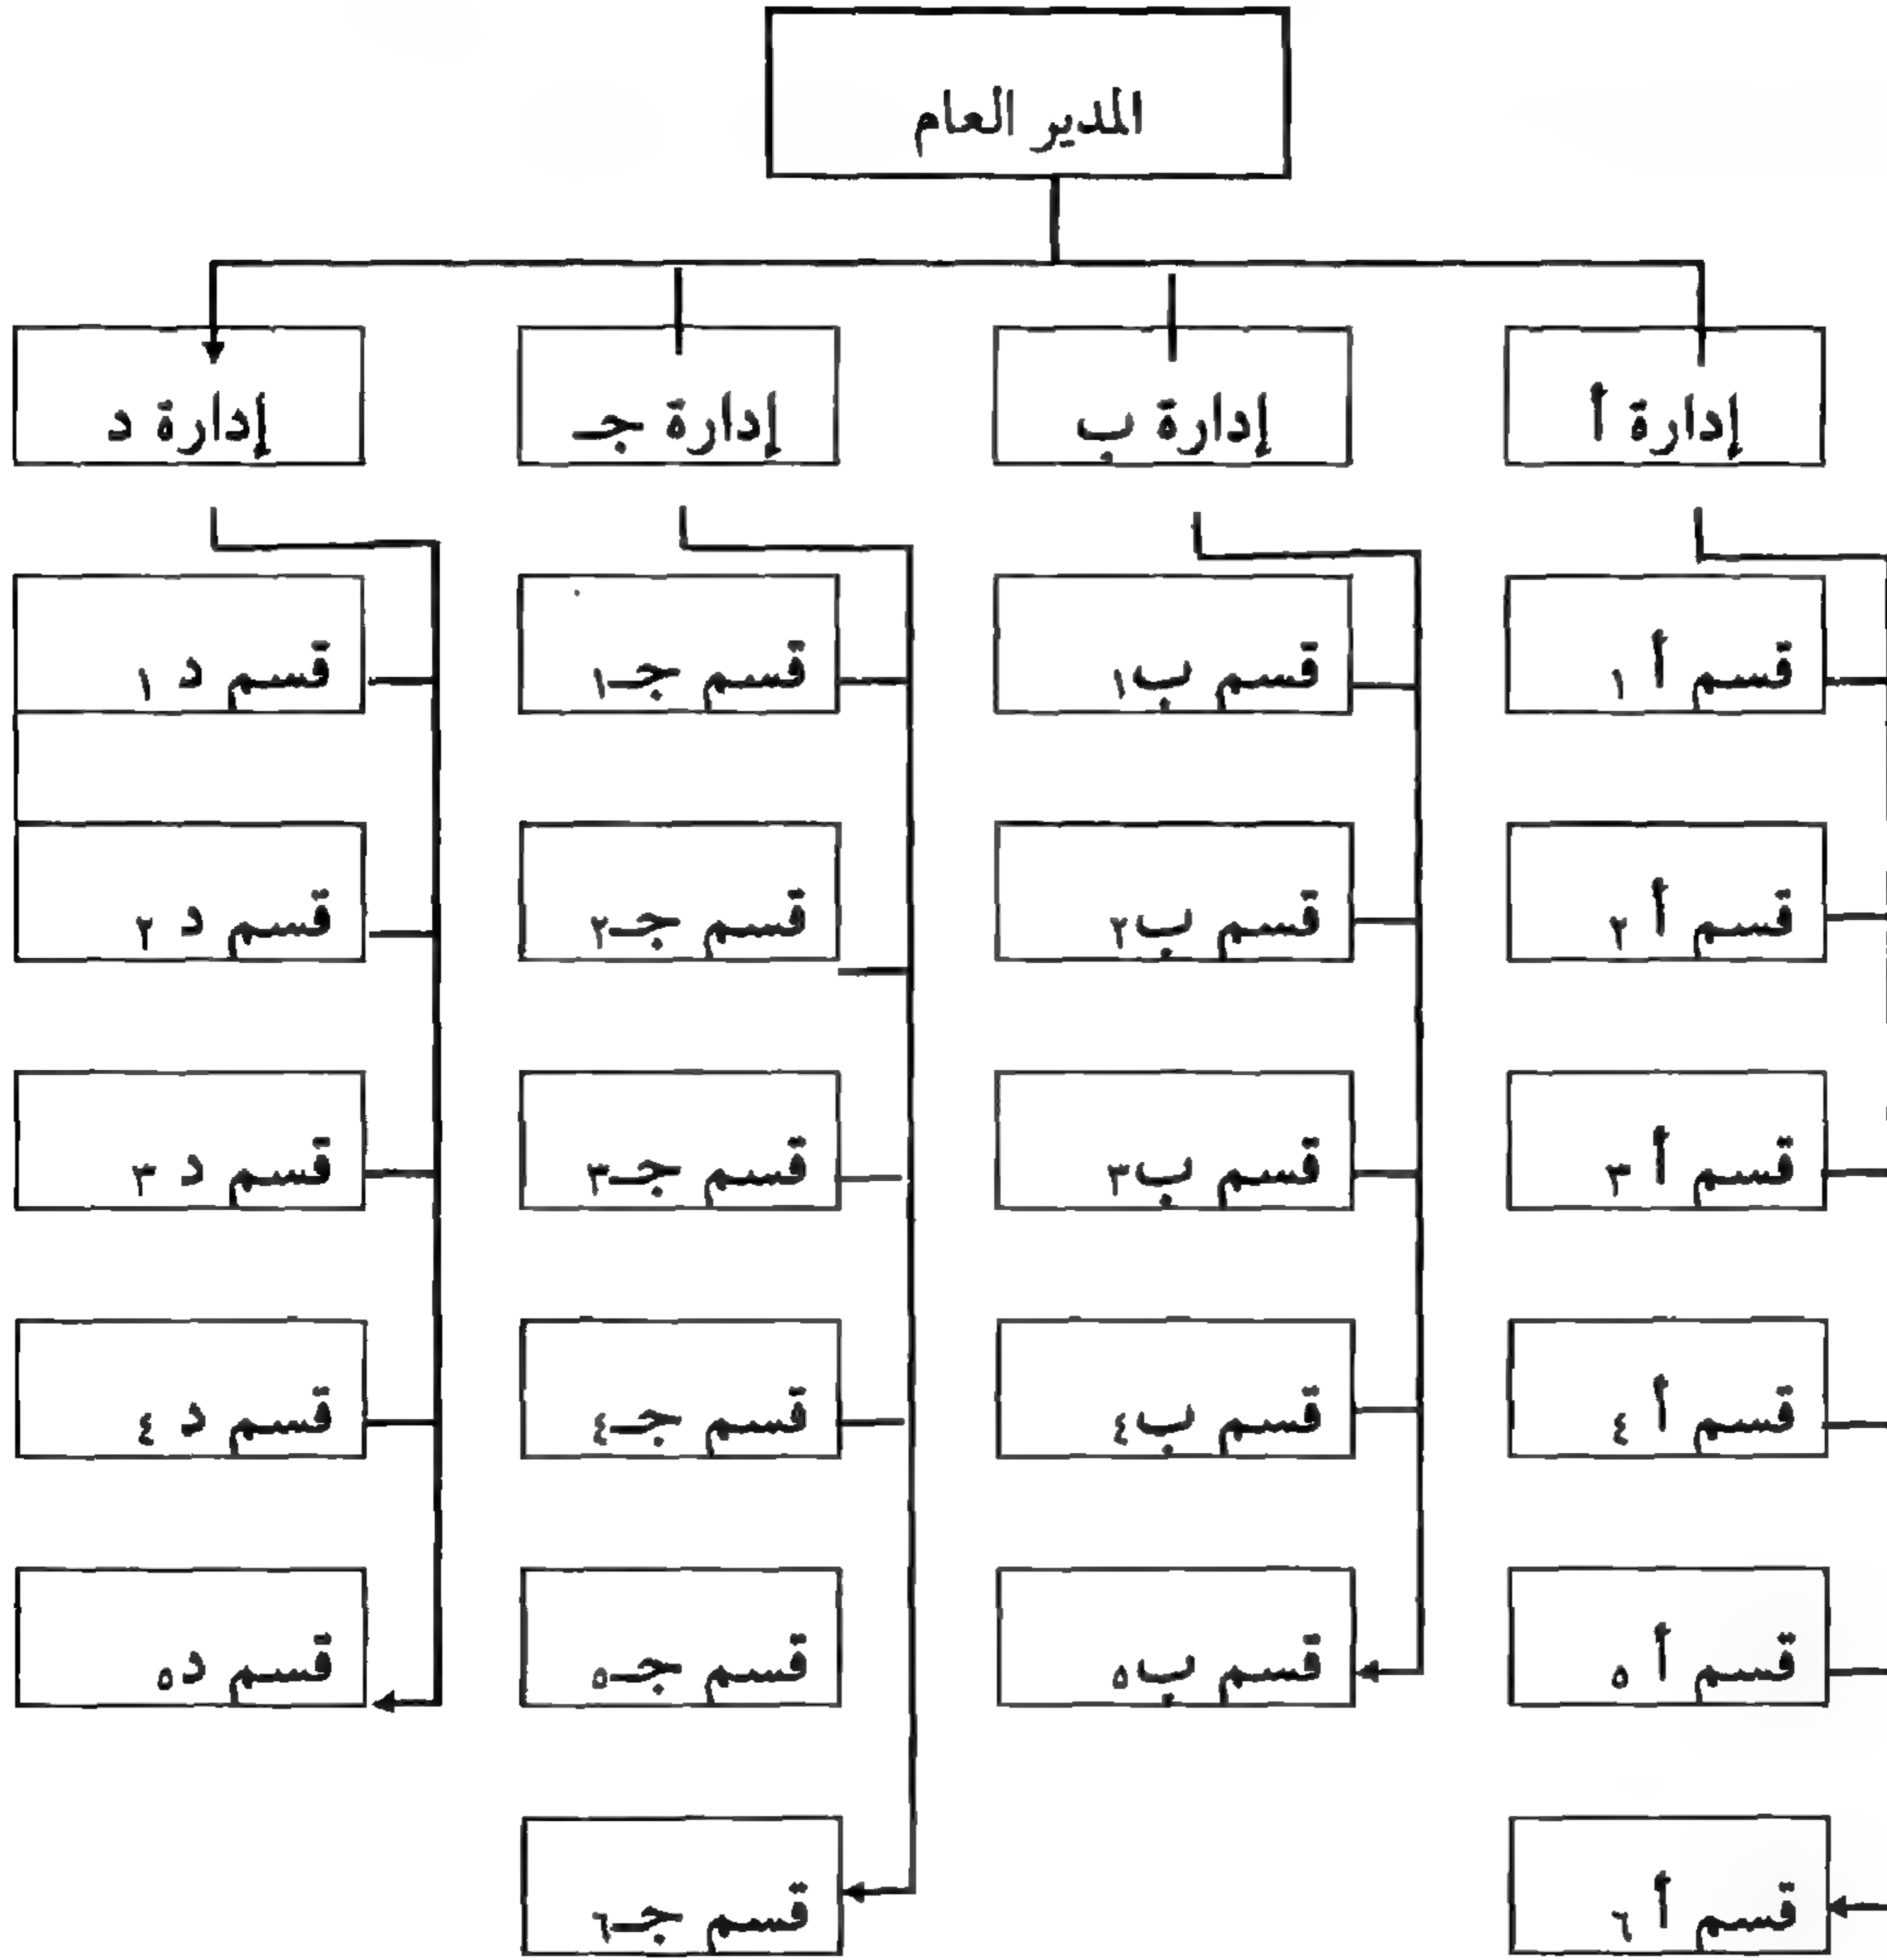 المدير العام
إدارة أ
إدارة ب
إدارة جـ
إدارة د
قسم أ ١
قسم ب١
قسم جـ١
قسم د ١
قسم أ ٢
قسم ب٢
قسم جـ٢
قسم د ٢
قسم أ ٣
قسم ب٣
قسم جـ٣
قسم د ٣
قسم أ ٤
قسم ب٤
قسم جـ٤
قسم د ٤
قسم أ ٥
قسم ب٥
قسم جـ٥
قسم د٥
قسم أ ٦
قسم جـ٦